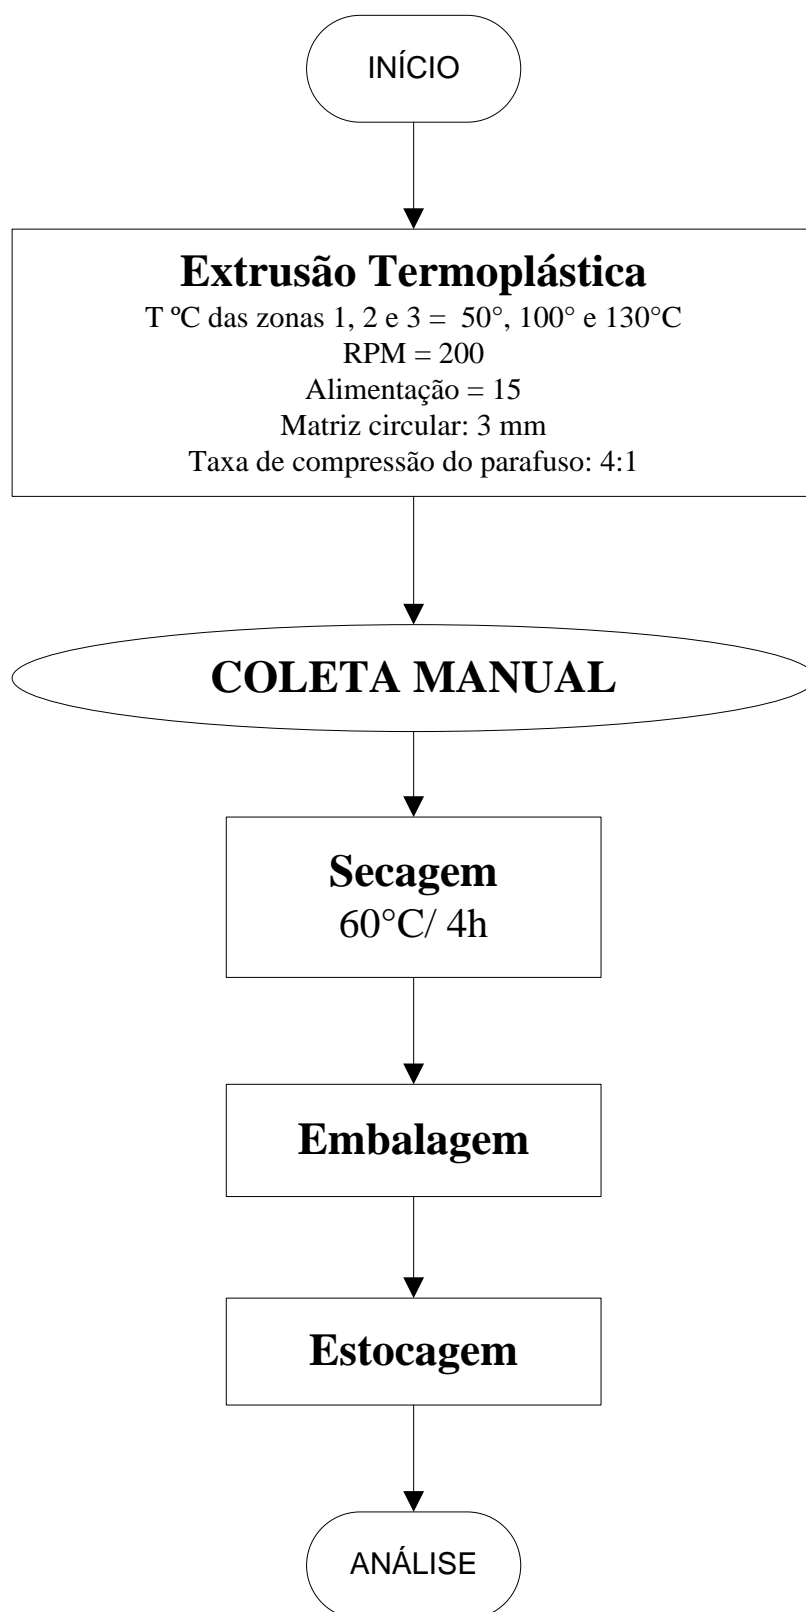 INÍCIO
Extrusão Termoplástica
T ºC das zonas 1, 2 e 3 = 50°, 100° e 130°C
RPM = 200
Alimentação = 15
Matriz circular: 3 mm
Taxa de compressão do parafuso: 4:1
COLETA MANUAL
Secagem
60°C/ 4h
Embalagem
Estocagem
ANÁLISE